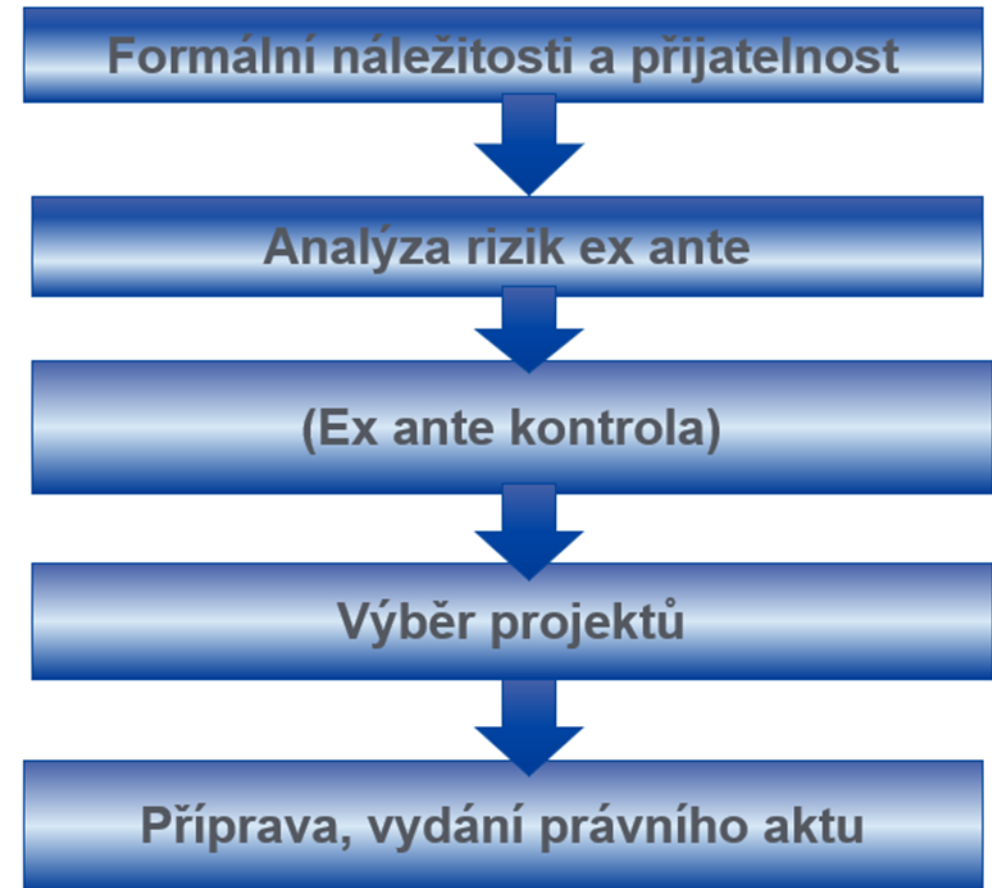 Formální náležitosti a přijatelnost
Analýza rizik ex ante
(Ex ante kontrola)
Výběr projektů
Příprava, vydání právního aktu